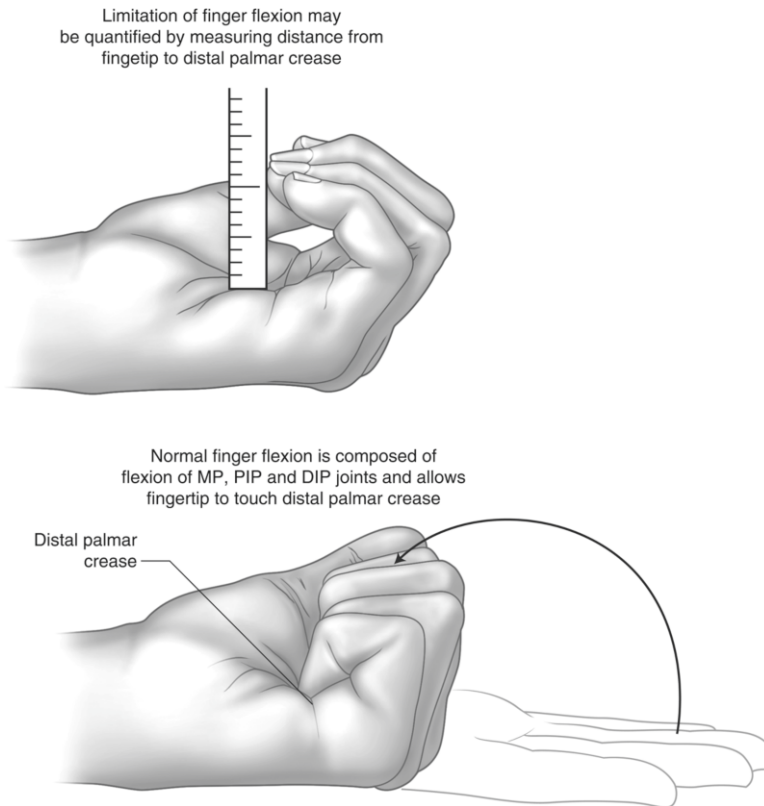 Limitation of finger flexion may
be quantified by measuring distance from
fingetip to distal palmar crease
Normal finger flexion is composed of
flexion of MP, PIP and DIP joints and allows
fingertip to touch distal palmar crease
Distal palmar
crease